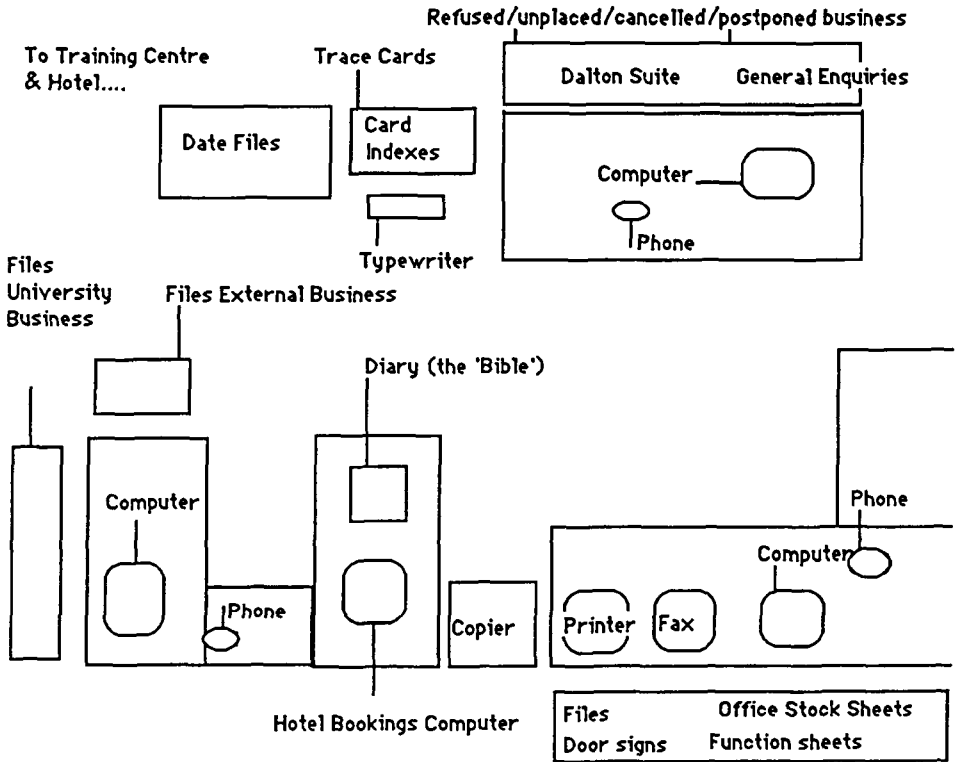 Refused/unplaced/cancelled/postponed business
To Training Centre
& Hotel....
Trace Cards
Dalton Suite
General Enquiries
Date Files
Card
Indexes
Computer
Phone
Typewriter
Files
University
Business
Files External Business
Diary (the 'Bible')
Computer
Phone
Phone
Computer
Copier
Printer
Fax
Hotel Bookings Computer
Files
Office Stock Sheets
Door signs
Function sheets